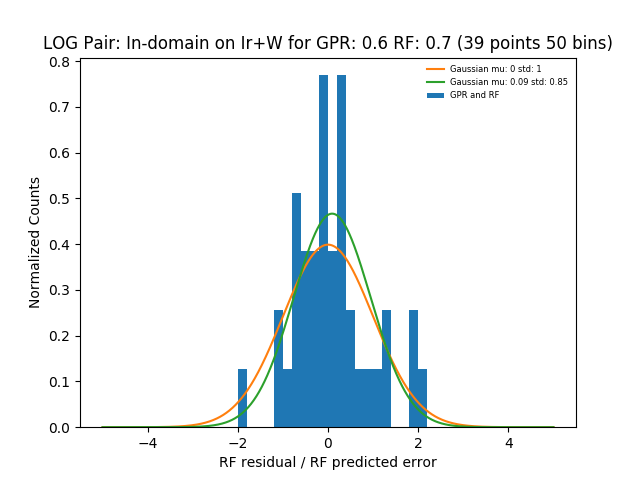 LOG Pair: In-domain on Ir+W for GPR: 0.6 RF: 0.7 (39 points 50 bins)
Gaussian mu: 0 std: 1
Gaussian mu: 0.09 std: 0.85
GPR and RF
Normalized Counts
0.8
0.7
0.6
0.5
0.4
0.3
0.2
0.1
0.0
−4 −2 0 2 4
RF residual / RF predicted error